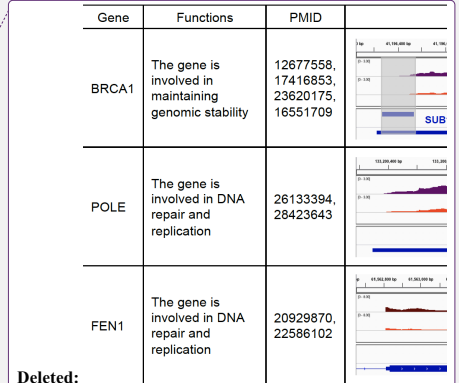 Gene Functions PMID
BRCA1
The gene is
involved in
maintaining
genomic stability
12677558,
17416853,
23620175,
16551709
SUB
POLE
The gene is
involved in DNA
repair and
replication
26133394,
28423643
FEN1
The gene is
involved in DNA
repair and
replication
20929870,
22586102
Deleted: